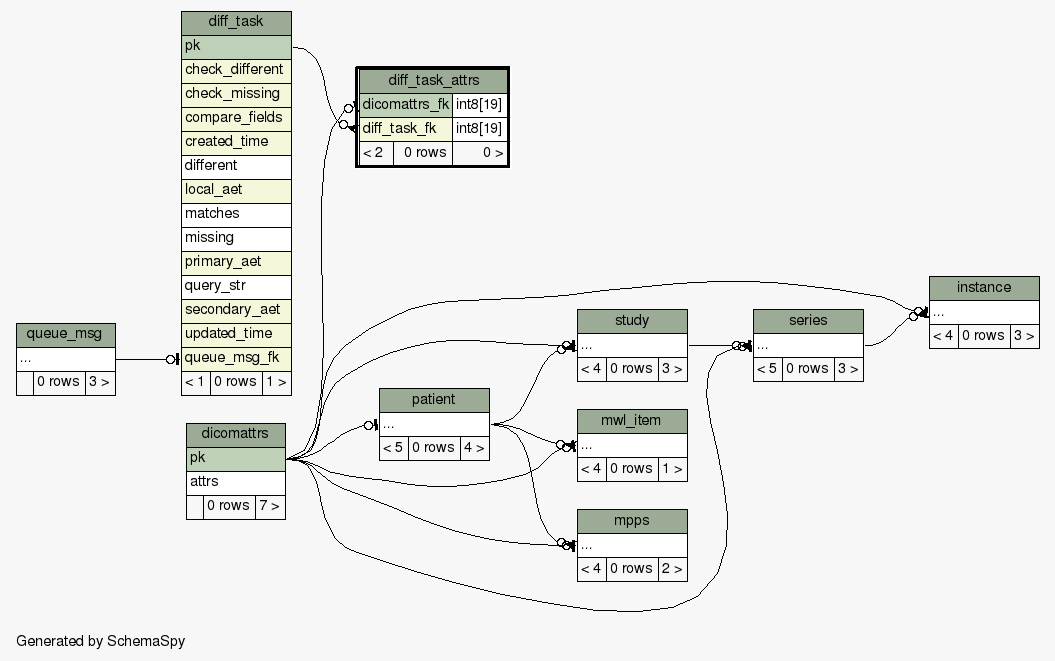 diff_task
pk
check_different
check_missing
compare_fields
created_time
different
local_aet
matches
missing
primary_aet
query_str
secondary_aet
updated_time
queue_msg_fk
< 1 0 rows 1 >
diff_task_attrs
dicomattrs_fk int8[19]
diff_task_fk int8[19]
< 2 0 rows 0 >
queue_msg
...
0 rows 3 >
dicomattrs
pk
attrs
0 rows 7 >
patient
...
< 5 0 rows 4 >
study
...
< 4 0 rows 3 >
mwl_item
...
< 4 0 rows 1 >
mpps
...
< 4 0 rows 2 >
series
...
< 5 0 rows 3 >
instance
...
< 4 0 rows 3 >
Generated by SchemaSpy